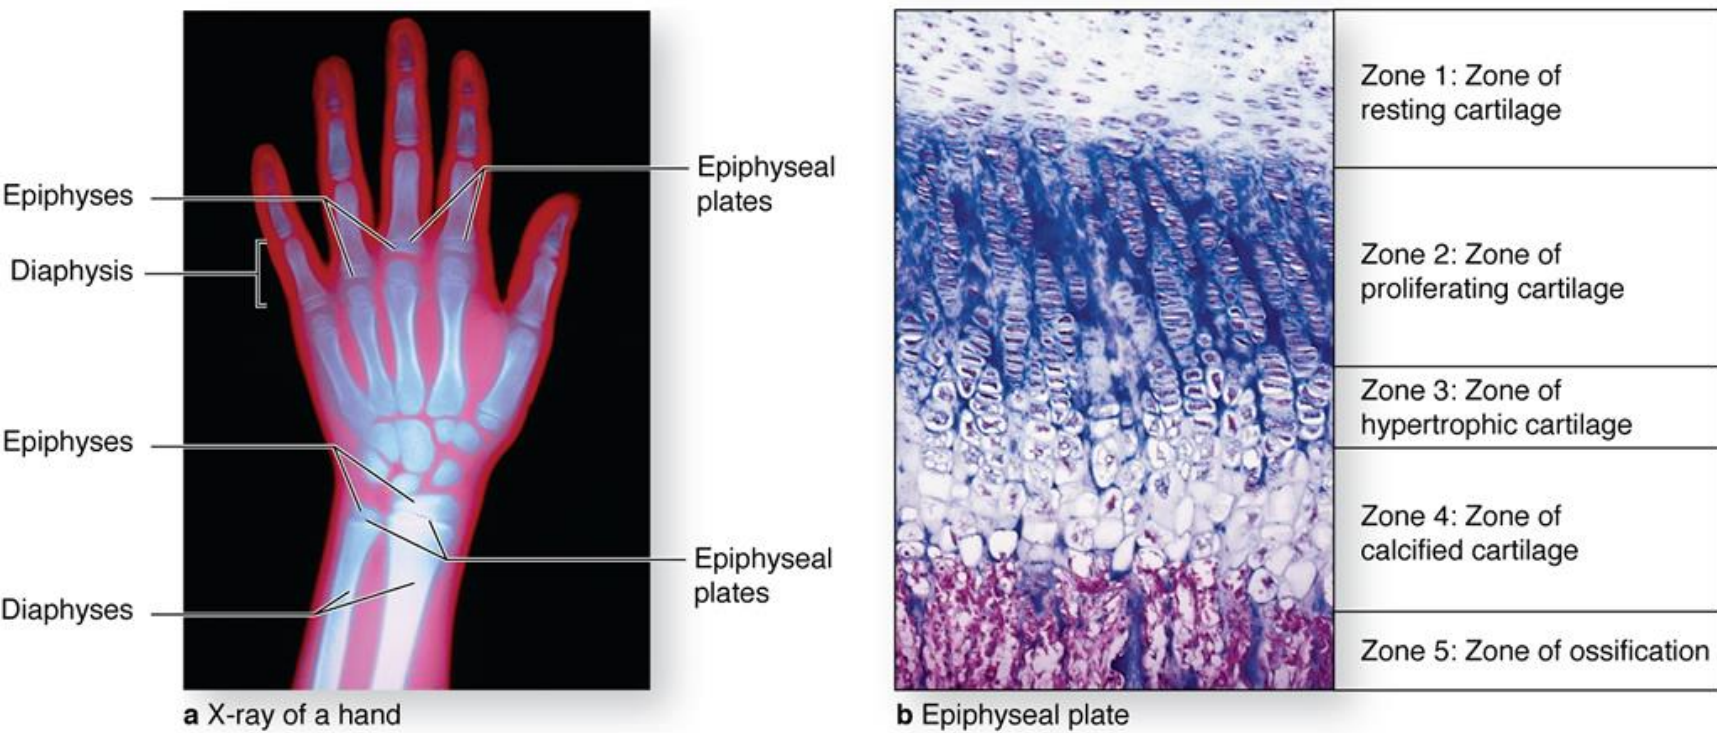 Epiphyses
Diaphysis
Epiphyses
Diaphyses
Epiphyseal
plates
Epiphyseal
plates
a X-ray of a hand
Zone 1: Zone of
resting cartilage
Zone 2: Zone of
proliferating cartilage
Zone 3: Zone of
hypertrophic cartilage
Zone 4: Zone of
calcified cartilage
Zone 5: Zone of ossification
b Epiphyseal plate